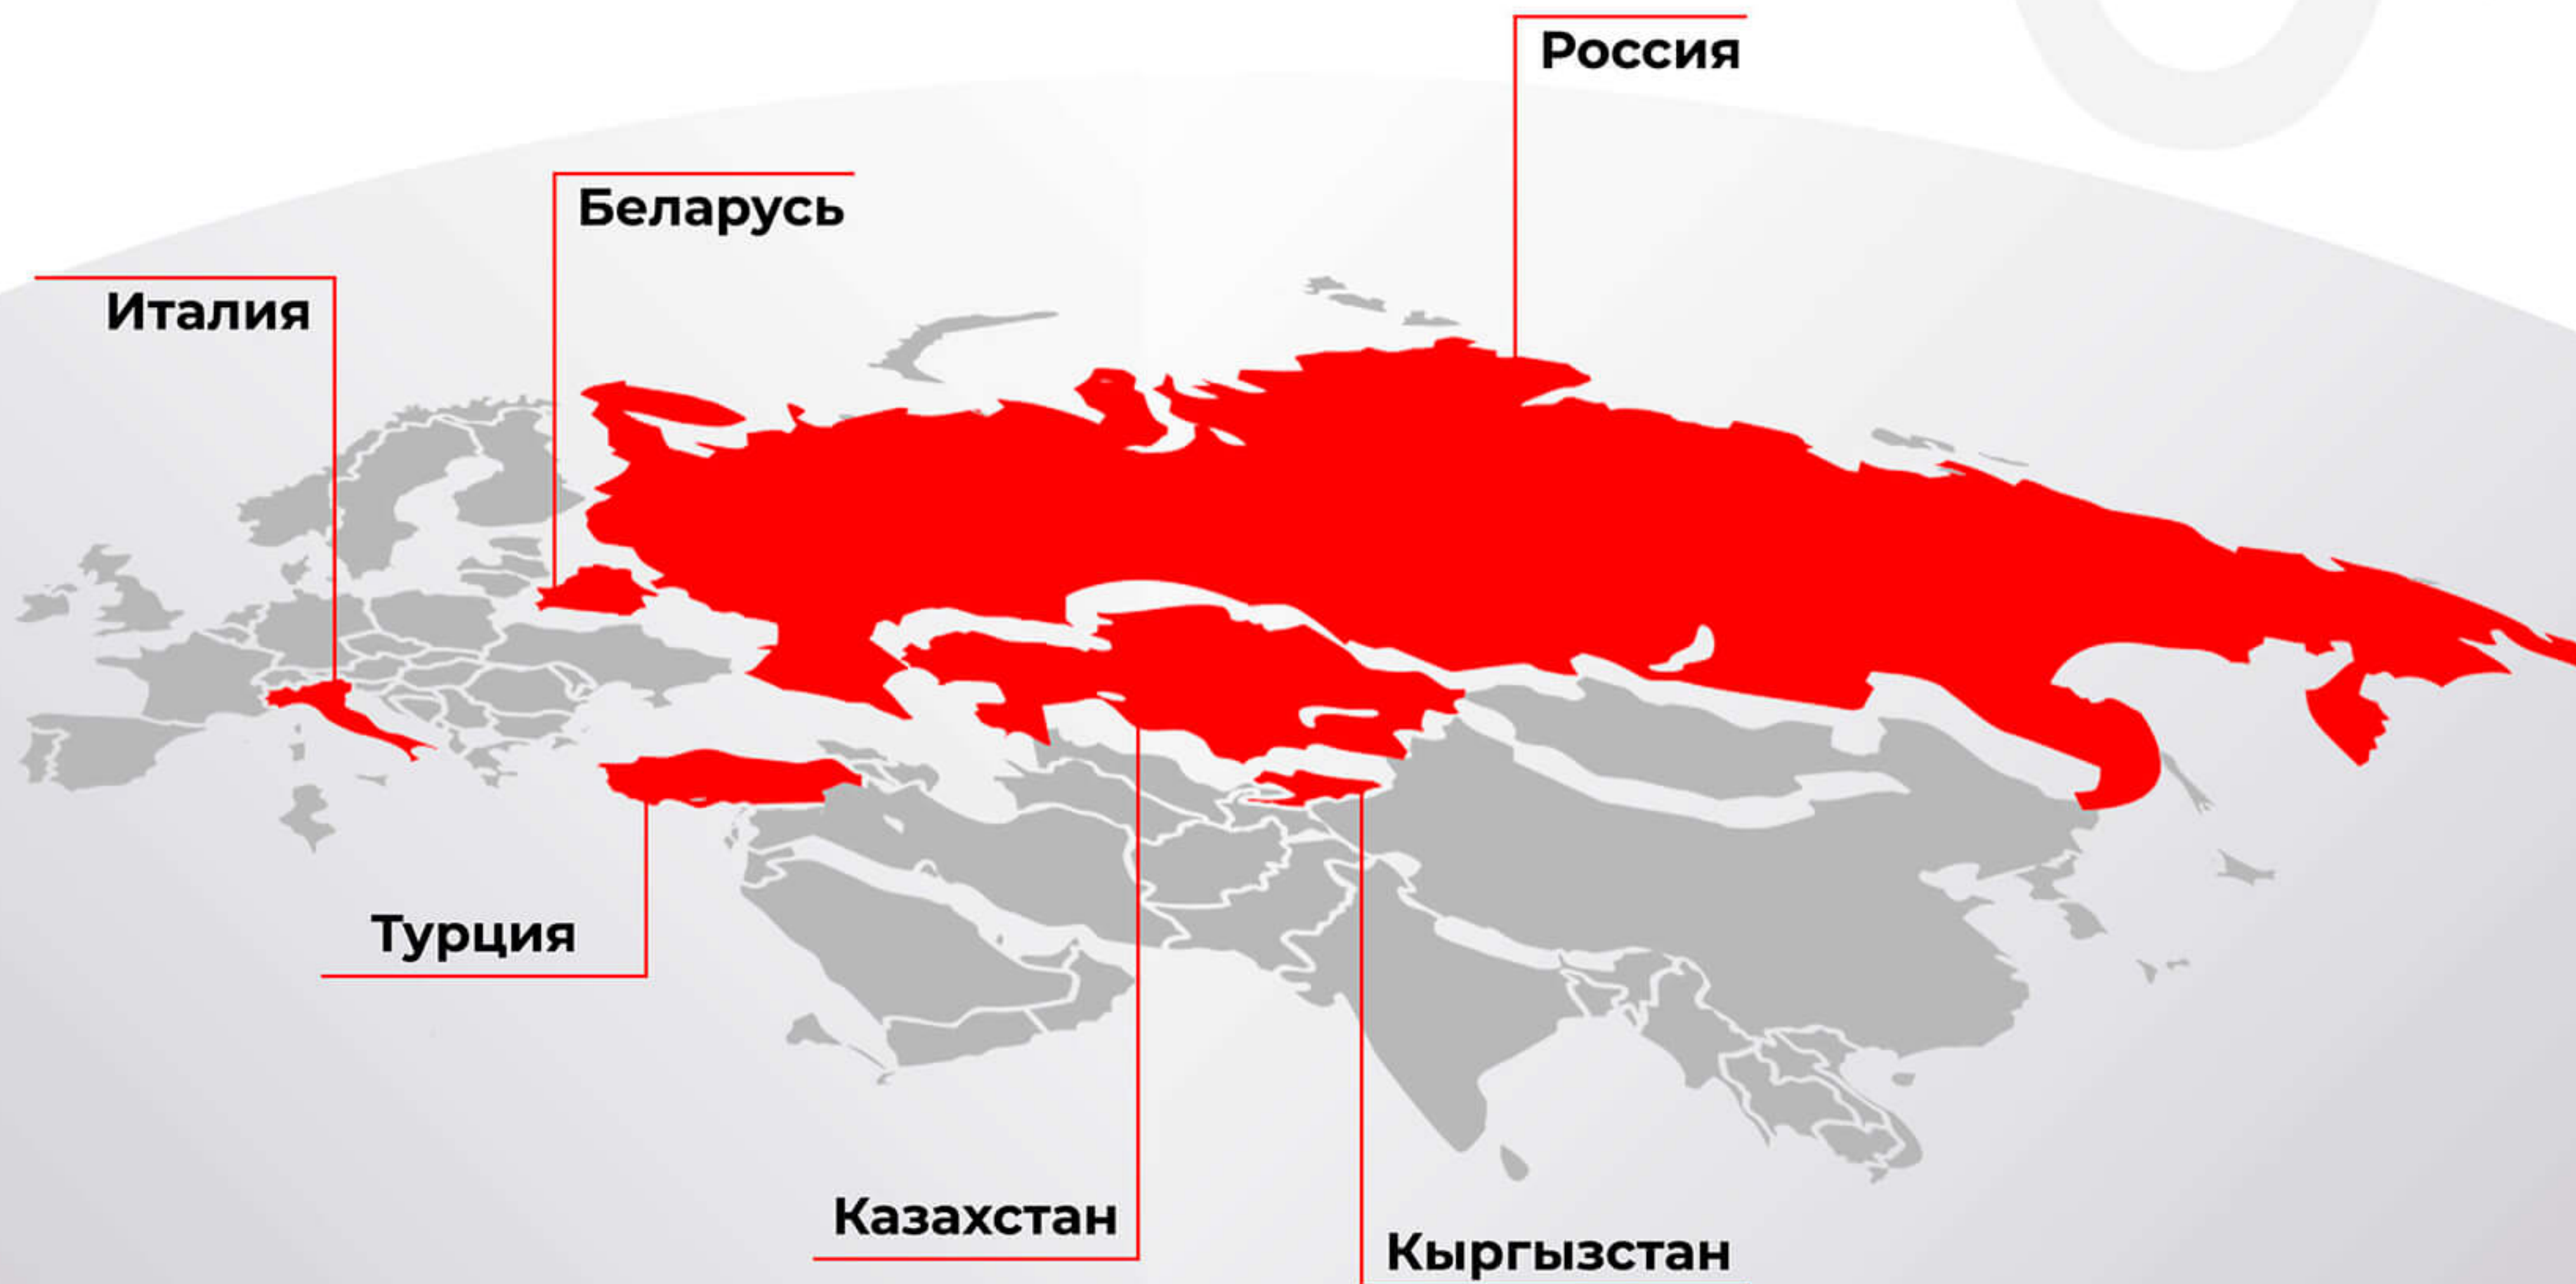 Россия
Беларусь
Италия
Турция
Казахстан
Кыргызстан